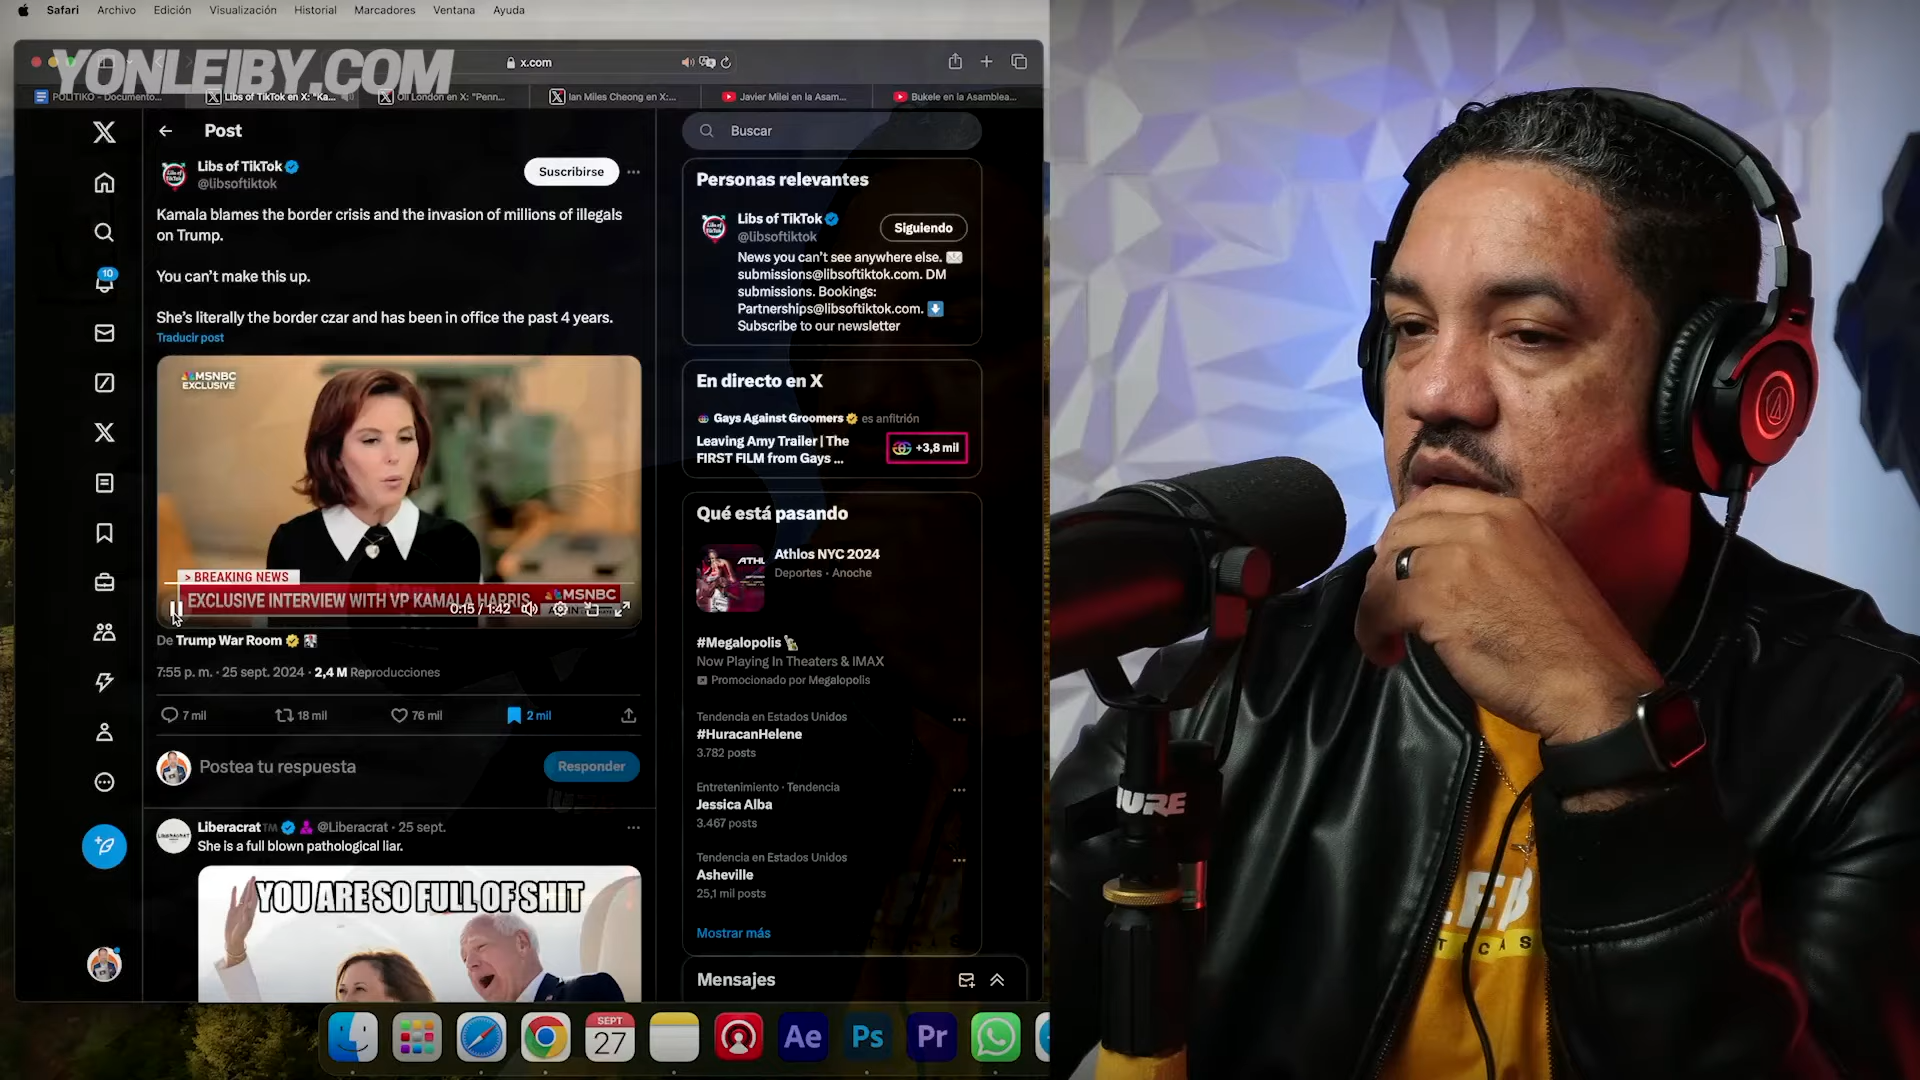 Safari Archivo Edición Visualización Historial Marcadores Ventana Ayuda
YONLEIBY.COM
x.com
POLITIKO - Documento...
Libs of TikTok en X: "Ka...
Oli London en X: "Penn...
Ian Miles Cheong en X:...
Javier Milei en la Asam...
Bukele en la Asamblea...
Post
Libs of TikTok
@libsoftiktok
Suscribirse
Kamala blames the border crisis and the invasion of millions of illegals
on Trump.
You can't make this up.
She's literally the border czar and has been in office the past 4 years.
Traducir post
MSNBC
EXCLUSIVE
> BREAKING NEWS
EXCLUSIVE INTERVIEW WITH VP KAMALA HARRIS
MSNBC
0:15 / 1:42
De Trump War Room
7:55 p. m. · 25 sept. 2024 · 2,4 M Reproducciones
7 mil 18 mil 76 mil 2 mil
Postea tu respuesta
Responder
Liberacrat™ @Liberacrat · 25 sept.
She is a full blown pathological liar.
YOU ARE SO FULL OF SHIT
10
Buscar
Personas relevantes
Libs of TikTok
@libsoftiktok
Siguiendo
News you can't see anywhere else.
submissions@libsoftiktok.com. DM
submissions. Bookings:
Partnerships@libsoftiktok.com.
Subscribe to our newsletter
En directo en X
Gays Against Groomers es anfitrión
Leaving Amy Trailer | The
FIRST FILM from Gays ...
+3,8 mil
Qué está pasando
Athlos NYC 2024
Deportes · Anoche
#Megalopolis
Now Playing In Theaters & IMAX
Promocionado por Megalopolis
Tendencia en Estados Unidos
#HuracanHelene
3.782 posts
Entretenimiento · Tendencia
Jessica Alba
3.467 posts
Tendencia en Estados Unidos
Asheville
25,1 mil posts
Mostrar más
Mensajes
SEPT
27
Ae
Ps
Pr